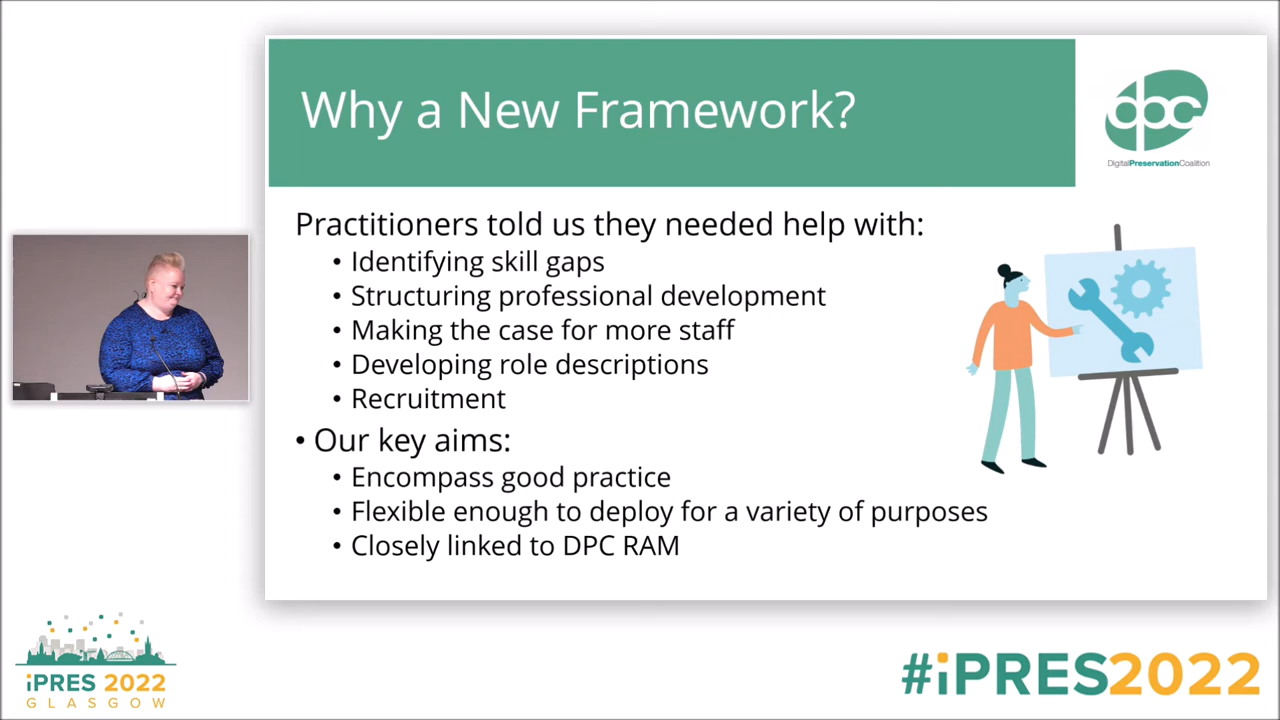 Why a New Framework?
dpc
DigitalPreservationCoalition
Practitioners told us they needed help with:
• Identifying skill gaps
• Structuring professional development
• Making the case for more staff
• Developing role descriptions
• Recruitment
• Our key aims:
• Encompass good practice
• Flexible enough to deploy for a variety of purposes
• Closely linked to DPC RAM
iPRES 2022
GLASGOW
#iPRES2022